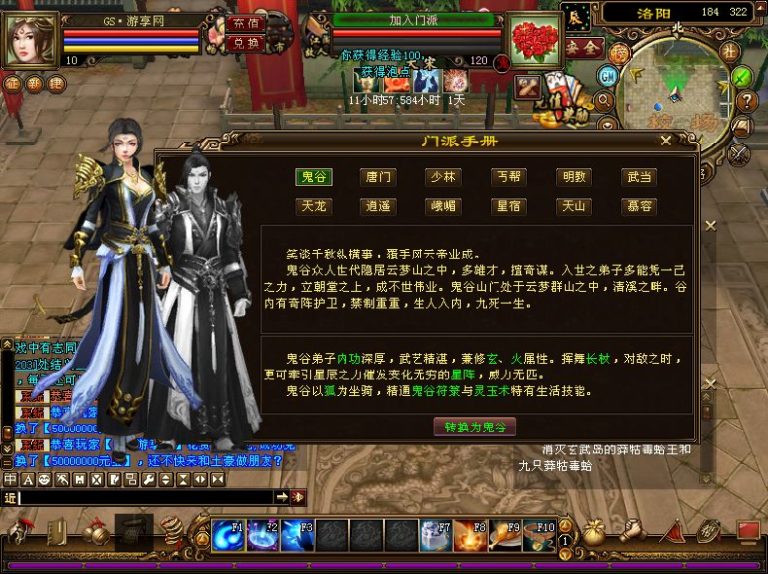 GS·游享网
充值
兑换
加入门派
辰
洛阳
184 322
安全
北
10
120
你获得经验100。
获得泡点
11小时57:58
4小时
1天
GM
门派手册
鬼谷
唐门
少林
丐帮
明教
武当
天龙
逍遥
峨嵋
星宿
天山
慕容
笑谈千秋纵横事，覆手风云帝业成。
鬼谷众人世代隐居云梦山之中，多雄才，擅奇谋。入世之弟子多能凭一己
之力，立朝堂之上，成不世伟业。鬼谷山门处于云梦群山之中，清溪之畔。谷
内有奇阵护卫，禁制重重，生人入内，九死一生。
鬼谷弟子内功深厚，武艺精湛，兼修玄、火属性。挥舞长杖，对敌之时，
更可牵引星辰之力催发变化无穷的星阵，威力无匹。
鬼谷以狐为坐骑，精通鬼谷符箓与灵玉术特有生活技能。
转换为鬼谷
戏中有志同
203]处结义
换了【50000000
换了【50000000元宝】，还不快来和土豪做朋友？
消灭玄武岛的莽牯毒蛤王和
九只莽牯毒蛤
近
F1
F2
F3
F7
F8
F9
F10
1